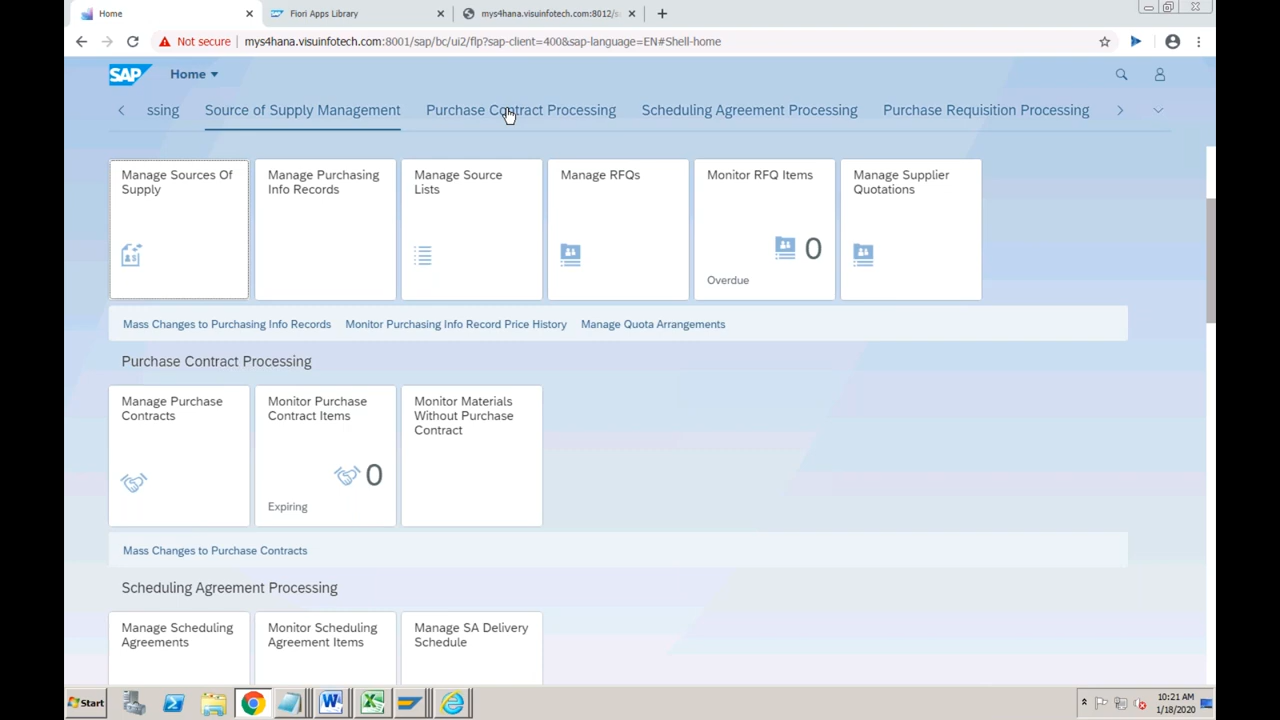 Home
Fiori Apps Library
mys4hana.visuinfotech.com:8012/s
Not secure
mys4hana.visuinfotech.com:8001/sap/bc/ui2/flp?sap-client=400&sap-language=EN#Shell-home
SAP
Home
ssing
Source of Supply Management
Purchase Contract Processing
Scheduling Agreement Processing
Purchase Requisition Processing
Manage Sources Of
Supply
Manage Purchasing
Info Records
Manage Source
Lists
Manage RFQs
Monitor RFQ Items
0
Overdue
Manage Supplier
Quotations
Mass Changes to Purchasing Info Records
Monitor Purchasing Info Record Price History
Manage Quota Arrangements
Purchase Contract Processing
Manage Purchase
Contracts
Monitor Purchase
Contract Items
0
Expiring
Monitor Materials
Without Purchase
Contract
Mass Changes to Purchase Contracts
Scheduling Agreement Processing
Manage Scheduling
Agreements
Monitor Scheduling
Agreement Items
Manage SA Delivery
Schedule
Start
10:21 AM
1/18/2020